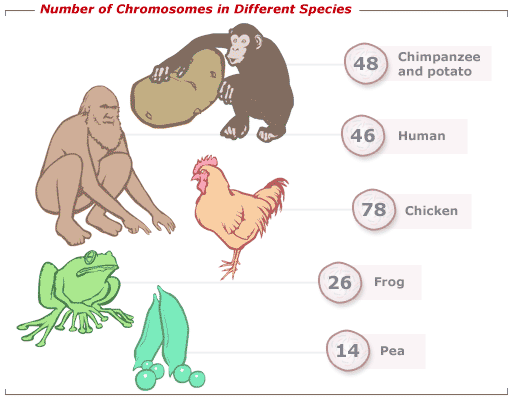 Number of Chromosomes in Different Species
48
Chimpanzee
and potato
46
Human
78
Chicken
26
Frog
14
Pea